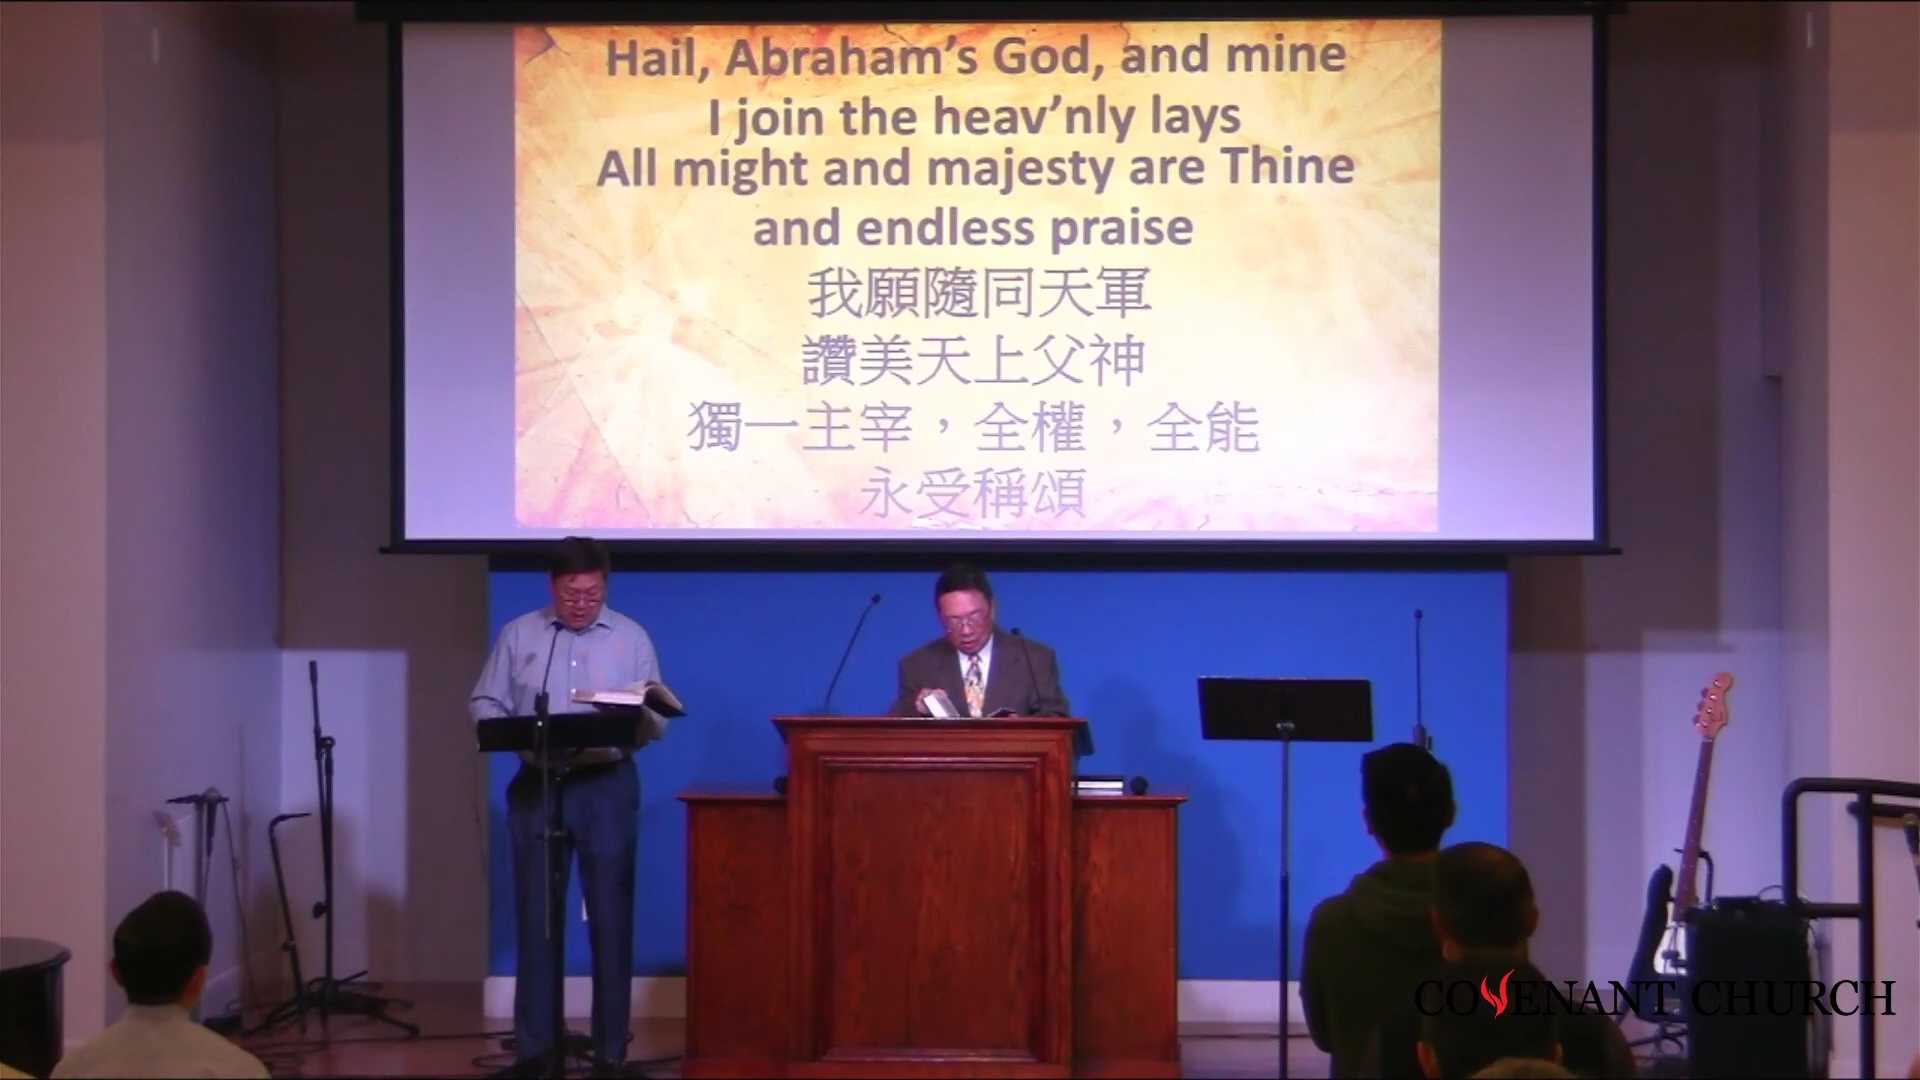 Hail, Abraham's God, and mine
I join the heav'nly lays
All might and majesty are Thine
and endless praise
我願隨同天軍
讚美天上父神
獨一主宰，全權，全能
永受稱頌
COVENANT CHURCH